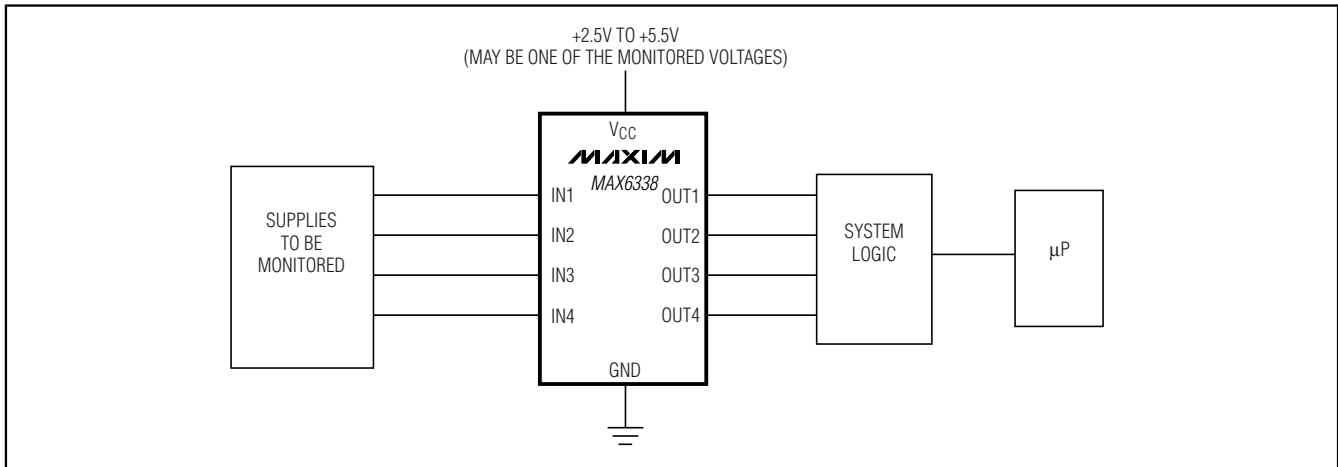 +2.5V TO +5.5V
(MAY BE ONE OF THE MONITORED VOLTAGES)
VCC
MAXIM
MAX6338
SUPPLIES
TO BE
MONITORED
IN1
IN2
IN3
IN4
OUT1
OUT2
OUT3
OUT4
GND
SYSTEM
LOGIC
µP